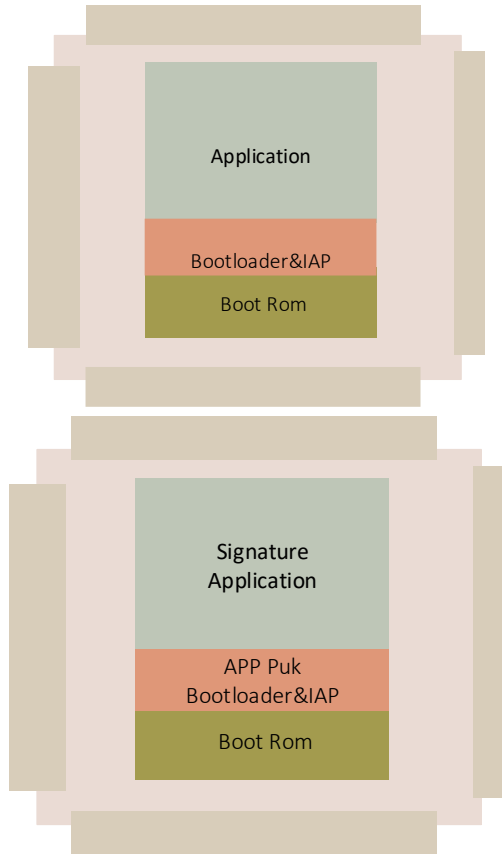 Application
Bootloader&IAP
Boot Rom
Signature
Application
APP Puk
Bootloader&IAP
Boot Rom